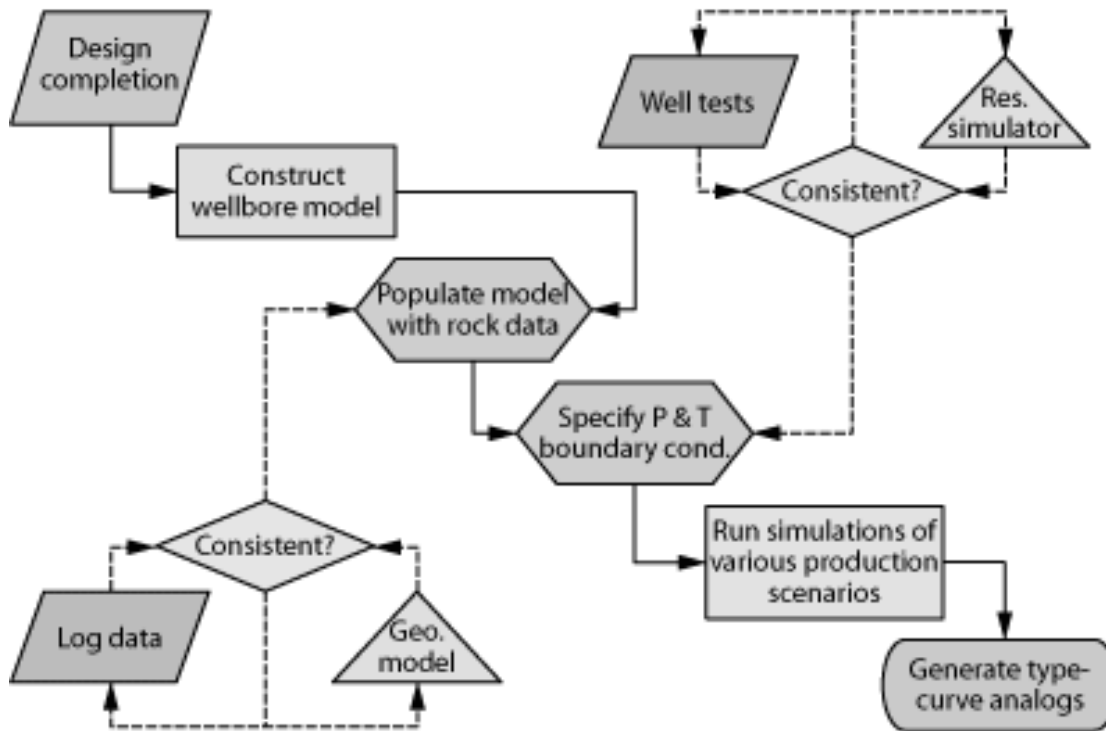 Design
completion
Well tests
Res.
simulator
Construct
wellbore model
Consistent?
Populate model
with rock data
Specify P & T
boundary cond.
Consistent?
Run simulations of
various production
scenarios
Log data
Geo.
model
Generate type-
curve analogs